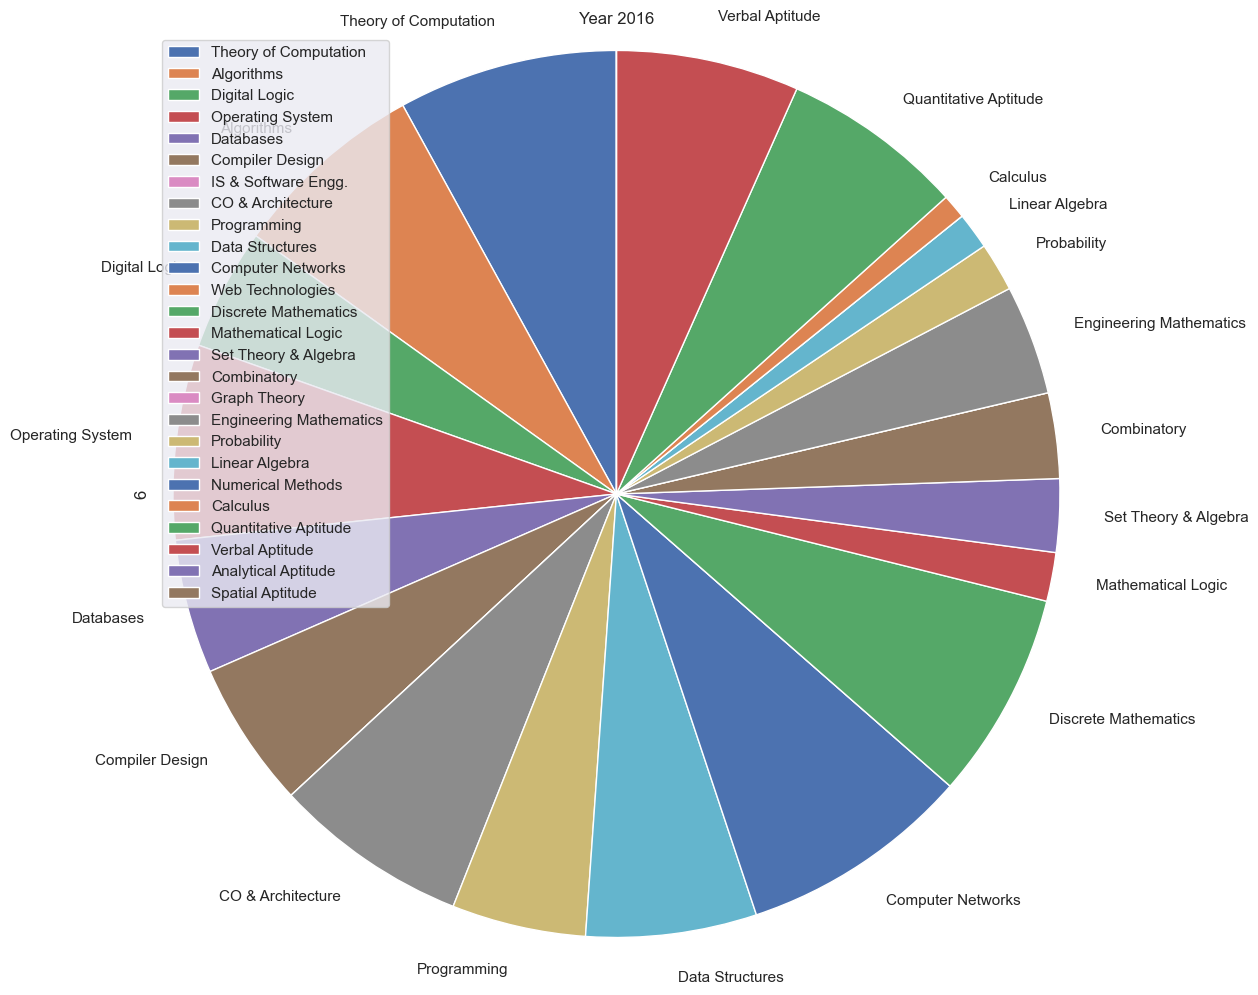 Year 2016
Theory of Computation
Verbal Aptitude
Quantitative Aptitude
Calculus
Linear Algebra
Probability
Engineering Mathematics
Combinatory
Set Theory & Algebra
Mathematical Logic
Discrete Mathematics
Computer Networks
Data Structures
Programming
CO & Architecture
Compiler Design
Databases
6
Operating System
Digital Log
Algorithms
Theory of Computation
Algorithms
Digital Logic
Operating System
Databases
Compiler Design
IS & Software Engg.
CO & Architecture
Programming
Data Structures
Computer Networks
Web Technologies
Discrete Mathematics
Mathematical Logic
Set Theory & Algebra
Combinatory
Graph Theory
Engineering Mathematics
Probability
Linear Algebra
Numerical Methods
Calculus
Quantitative Aptitude
Verbal Aptitude
Analytical Aptitude
Spatial Aptitude